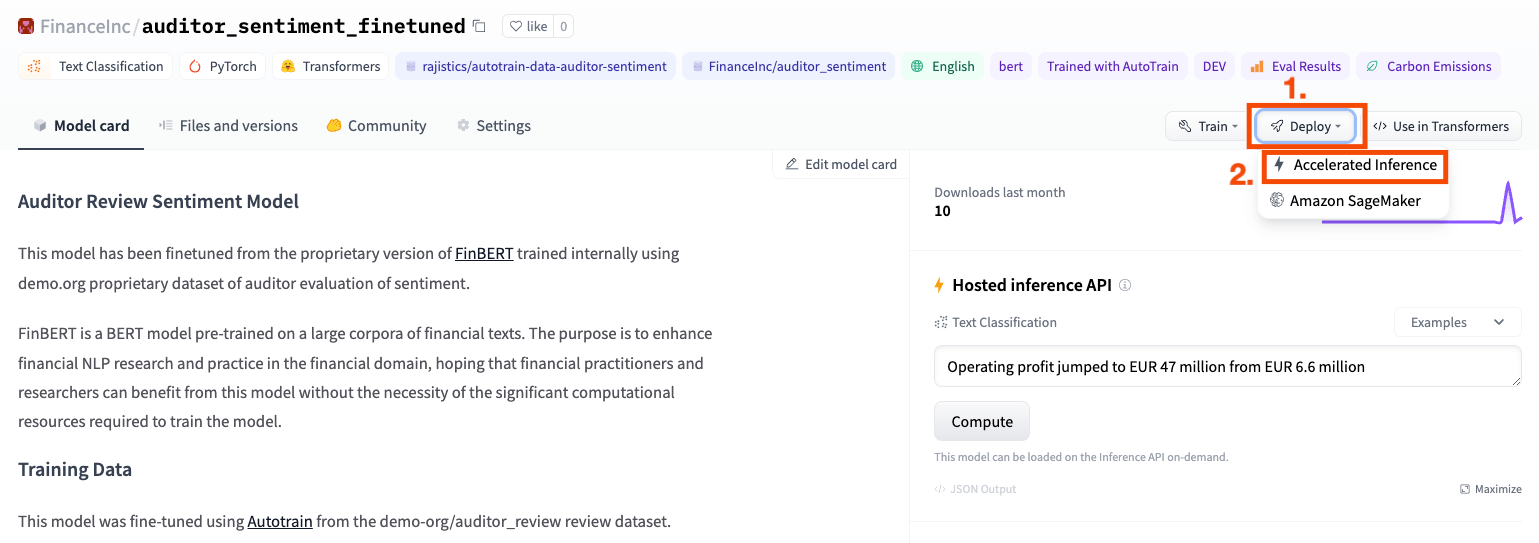 FinanceInc/auditor_sentiment_finetuned like 0
Text Classification PyTorch Transformers rajistics/autotrain-data-auditor-sentiment FinanceInc/auditor_sentiment English bert Trained with AutoTrain DEV Eval Results Carbon Emissions
1.
Model card Files and versions Community Settings Train Deploy </> Use in Transformers
Edit model card
2. Accelerated Inference
Amazon SageMaker
Auditor Review Sentiment Model
This model has been finetuned from the proprietary version of FinBERT trained internally using
demo.org proprietary dataset of auditor evaluation of sentiment.
FinBERT is a BERT model pre-trained on a large corpora of financial texts. The purpose is to enhance
financial NLP research and practice in the financial domain, hoping that financial practitioners and
researchers can benefit from this model without the necessity of the significant computational
resources required to train the model.
Training Data
This model was fine-tuned using Autotrain from the demo-org/auditor_review review dataset.
Downloads last month
10
Hosted inference API
Text Classification Examples
Operating profit jumped to EUR 47 million from EUR 6.6 million
Compute
This model can be loaded on the Inference API on-demand.
</> JSON Output Maximize